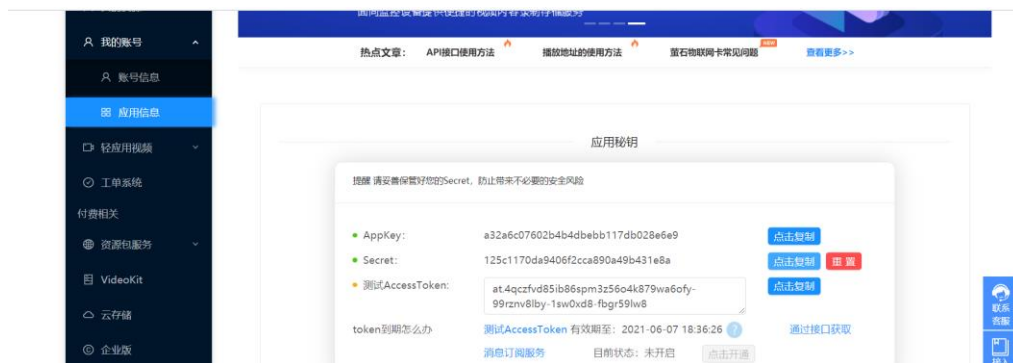 我的账号
账号信息
应用信息
轻应用视频
工单系统
付费相关
资源包服务
VideoKit
云存储
企业版
面向监控设备提供便捷的视频内容录制存储服务
热点文章: API接口使用方法 播放地址的使用方法 萤石物联网卡常见问题 NEW 查看更多>>
应用秘钥
提醒 请妥善保管好您的Secret，防止带来不必要的安全风险
AppKey: a32a6c07602b4b4dbebb117db028e6e9 点击复制
Secret: 125c1170da9406f2cca890a49b431e8a 点击复制 重置
测试AccessToken: at.4qczfvd85ib86spm3z56o4k879wa6ofy- 点击复制
99rznv8lby-1sw0xd8-fbgr59lw8
token到期怎么办 测试AccessToken 有效期至: 2021-06-07 18:36:26 ? 通过接口获取
消息订阅服务 目前状态: 未开启 点击开通
联系
客服
接入